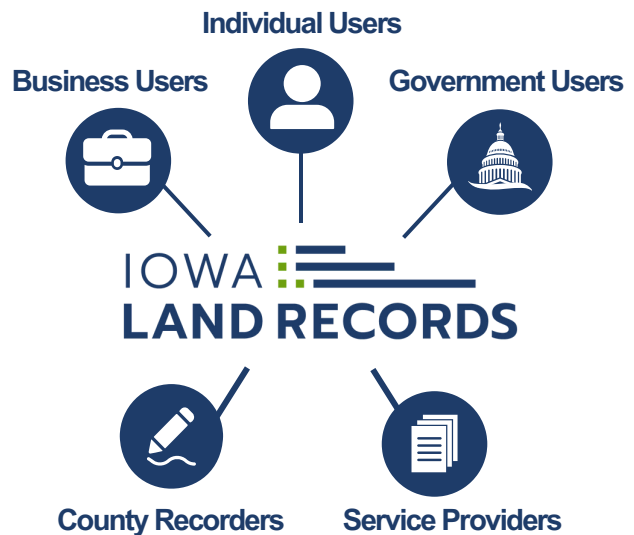 Individual Users
Business Users
Government Users
IOWA
LAND RECORDS
County Recorders
Service Providers